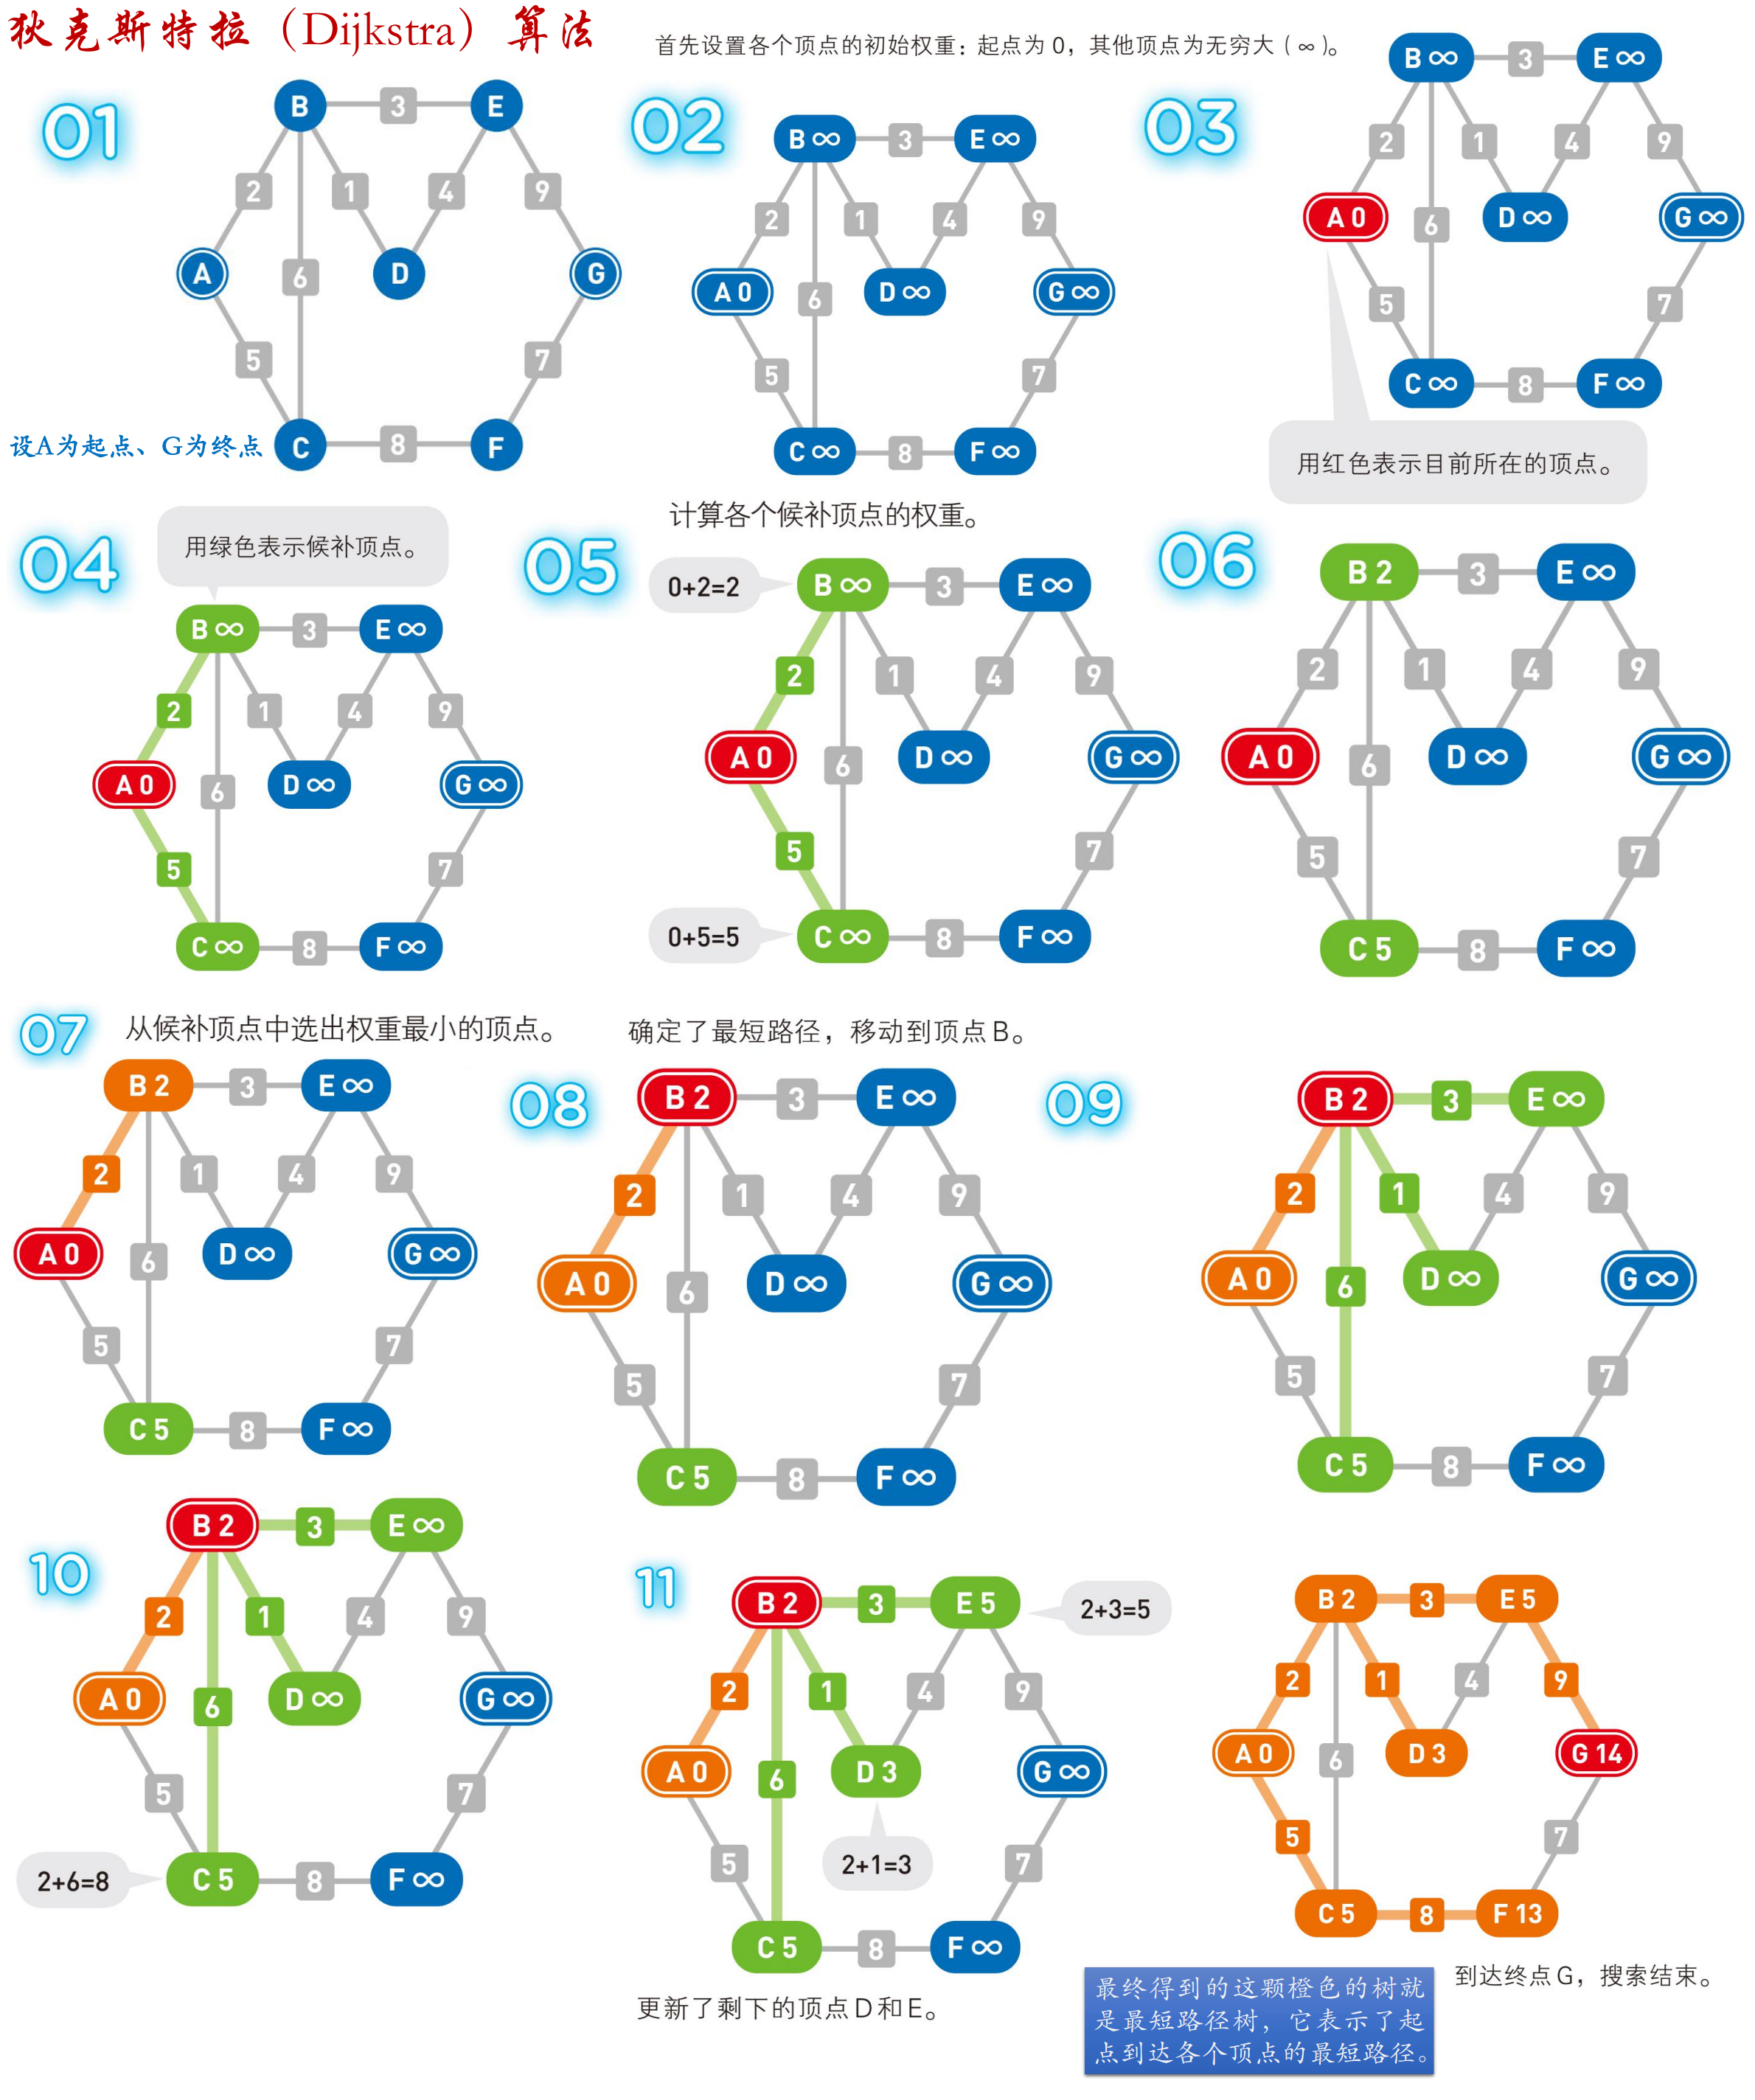 狄克斯特拉（Dijkstra）算法
首先设置各个顶点的初始权重：起点为 0，其他顶点为无穷大（∞）。
01
B
3
E
2
1
4
9
A
6
D
G
5
7
设A为起点、G为终点
C
8
F
02
B ∞
3
E ∞
2
1
4
9
A 0
6
D ∞
G ∞
5
7
C ∞
8
F ∞
03
B ∞
3
E ∞
2
1
4
9
A 0
6
D ∞
G ∞
5
7
C ∞
8
F ∞
用红色表示目前所在的顶点。
04
用绿色表示候补顶点。
B ∞
3
E ∞
2
1
4
9
A 0
6
D ∞
G ∞
5
7
C ∞
8
F ∞
计算各个候补顶点的权重。
05
0+2=2
B ∞
3
E ∞
2
1
4
9
A 0
6
D ∞
G ∞
5
7
0+5=5
C ∞
8
F ∞
06
B 2
3
E ∞
2
1
4
9
A 0
6
D ∞
G ∞
5
7
C 5
8
F ∞
07
从候补顶点中选出权重最小的顶点。
B 2
3
E ∞
2
1
4
9
A 0
6
D ∞
G ∞
5
7
C 5
8
F ∞
确定了最短路径，移动到顶点 B。
08
B 2
3
E ∞
2
1
4
9
A 0
6
D ∞
G ∞
5
7
C 5
8
F ∞
09
B 2
3
E ∞
2
1
4
9
A 0
6
D ∞
G ∞
5
7
C 5
8
F ∞
10
B 2
3
E ∞
2
1
4
9
A 0
6
D ∞
G ∞
5
7
2+6=8
C 5
8
F ∞
11
B 2
3
E 5
2+3=5
2
1
4
9
A 0
6
D 3
G ∞
5
2+1=3
7
C 5
8
F ∞
更新了剩下的顶点 D 和 E。
B 2
3
E 5
2
1
4
9
A 0
6
D 3
G 14
5
7
C 5
8
F 13
到达终点 G，搜索结束。
最终得到的这颗橙色的树就
是最短路径树，它表示了起
点到达各个顶点的最短路径。